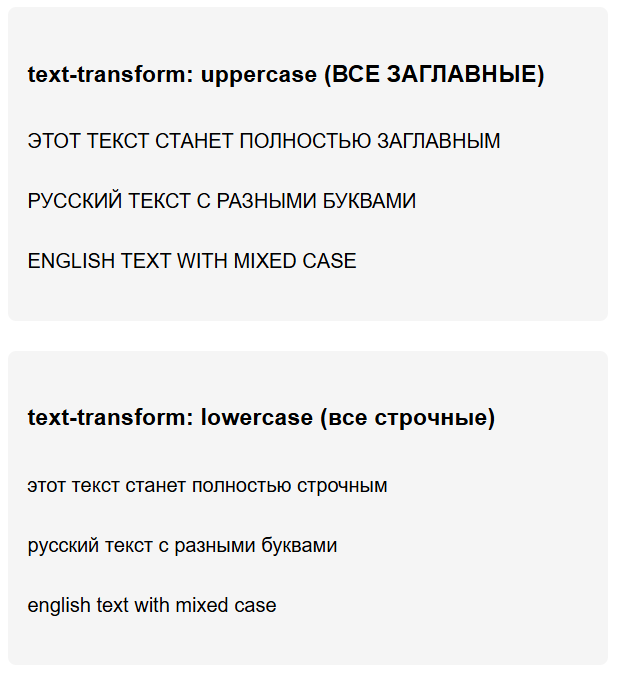 text-transform: uppercase (ВСЕ ЗАГЛАВНЫЕ)
ЭТОТ ТЕКСТ СТАНЕТ ПОЛНОСТЬЮ ЗАГЛАВНЫМ
РУССКИЙ ТЕКСТ С РАЗНЫМИ БУКВАМИ
ENGLISH TEXT WITH MIXED CASE
text-transform: lowercase (все строчные)
этот текст станет полностью строчным
русский текст с разными буквами
english text with mixed case